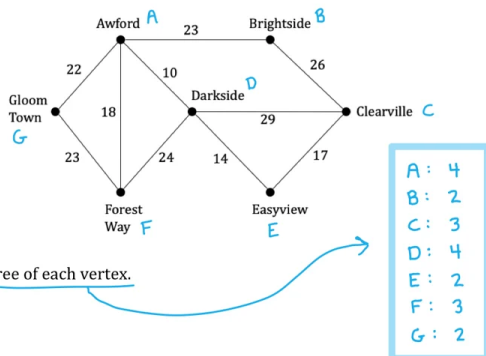 Awford A
23
Brightside B
22
10
26
Darkside D
Gloom
Town
G
18
29
Clearville C
23
24
14
17
Forest
Way F
Easyview
E
A: 4
B: 2
C: 3
D: 4
E: 2
F: 3
G: 2
ree of each vertex.